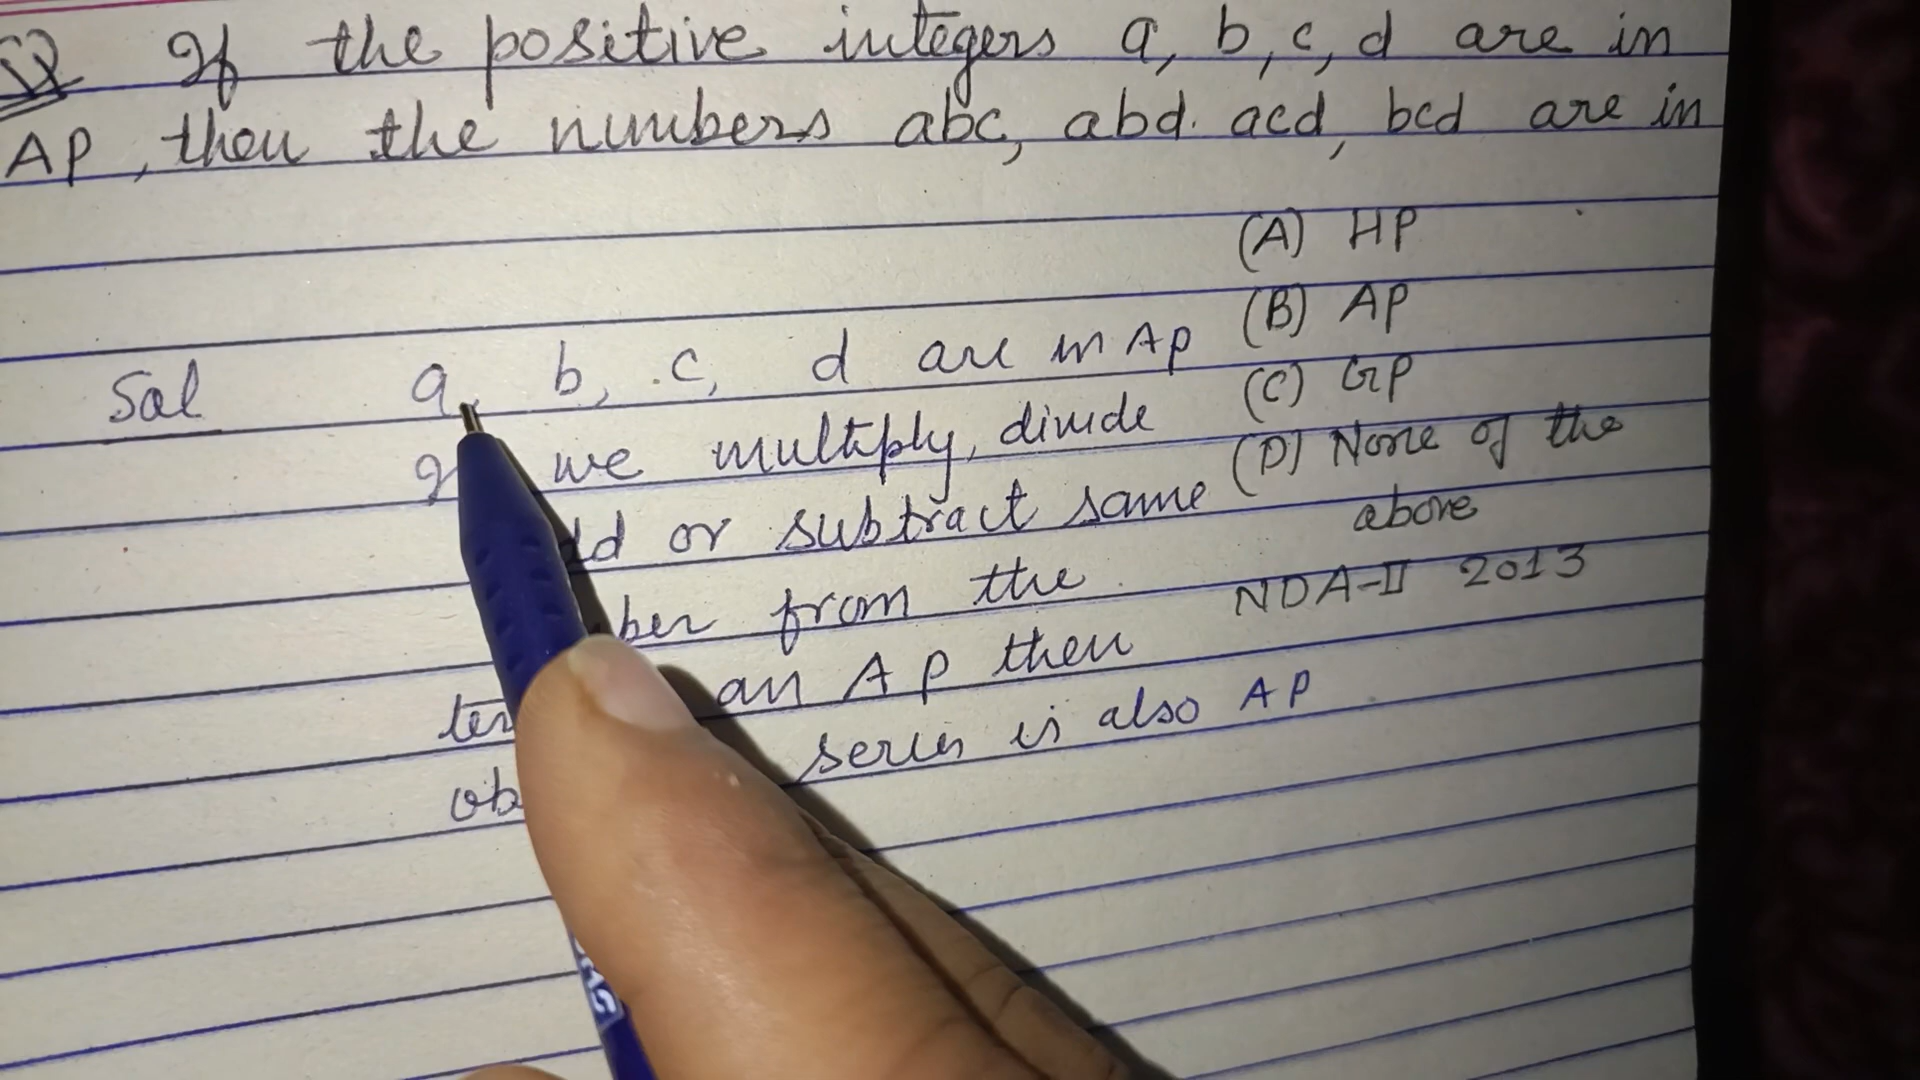 Q If the positive integers a, b, c, d are in
AP, then the numbers abc, abd. acd, bcd are in
(A) HP
(B) AP
(C) GP
(D) None of the
above
NDA-II 2013
Sol a, b, c, d are in AP
we multiply, divide
or subtract same
from the
an AP then
series is also AP